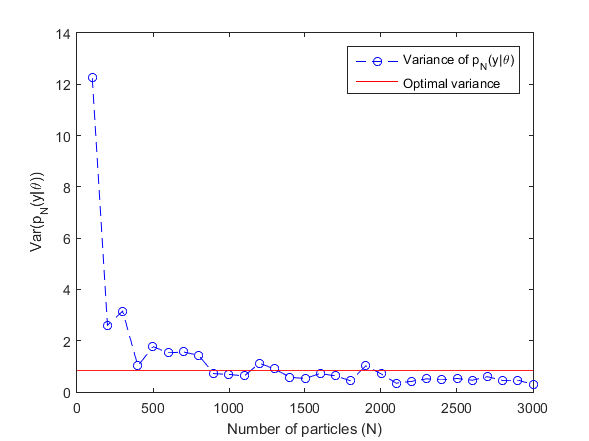 14
12
10
8
6
4
2
0
Var(p_N(y|θ))
Variance of p_N(y|θ)
Optimal variance
0 500 1000 1500 2000 2500 3000
Number of particles (N)